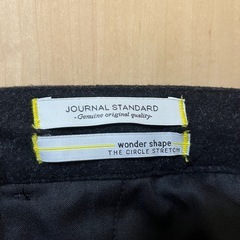 JOURNAL STANDARD
-Genuine original quality-
wonder shape
THE CIRCLE STRETCH